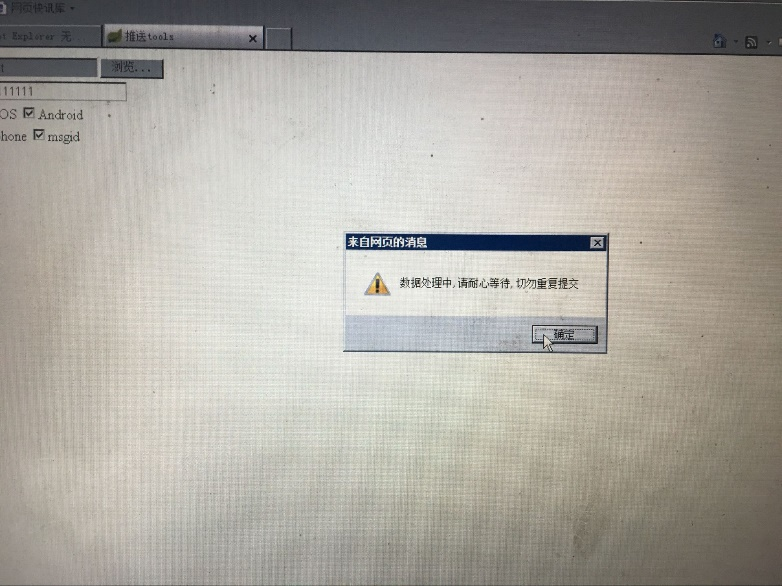 网页快讯库
t Explorer 无
推送tools
t
浏览...
11111
OS Android
hone msgid
来自网页的消息
数据处理中,请耐心等待,切勿重复提交
确定